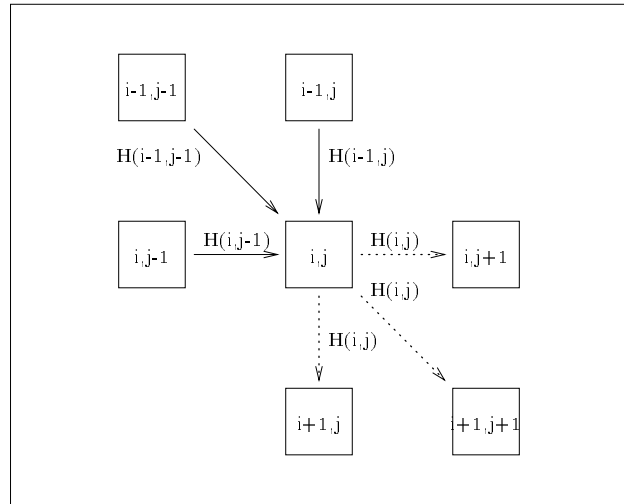 i-1,j-1
i-1,j
H(i-1,j-1)
H(i-1,j)
i,j-1
H(i,j-1)
i,j
H(i,j)
i,j+1
H(i,j)
H(i,j)
i+1,j
i+1,j+1